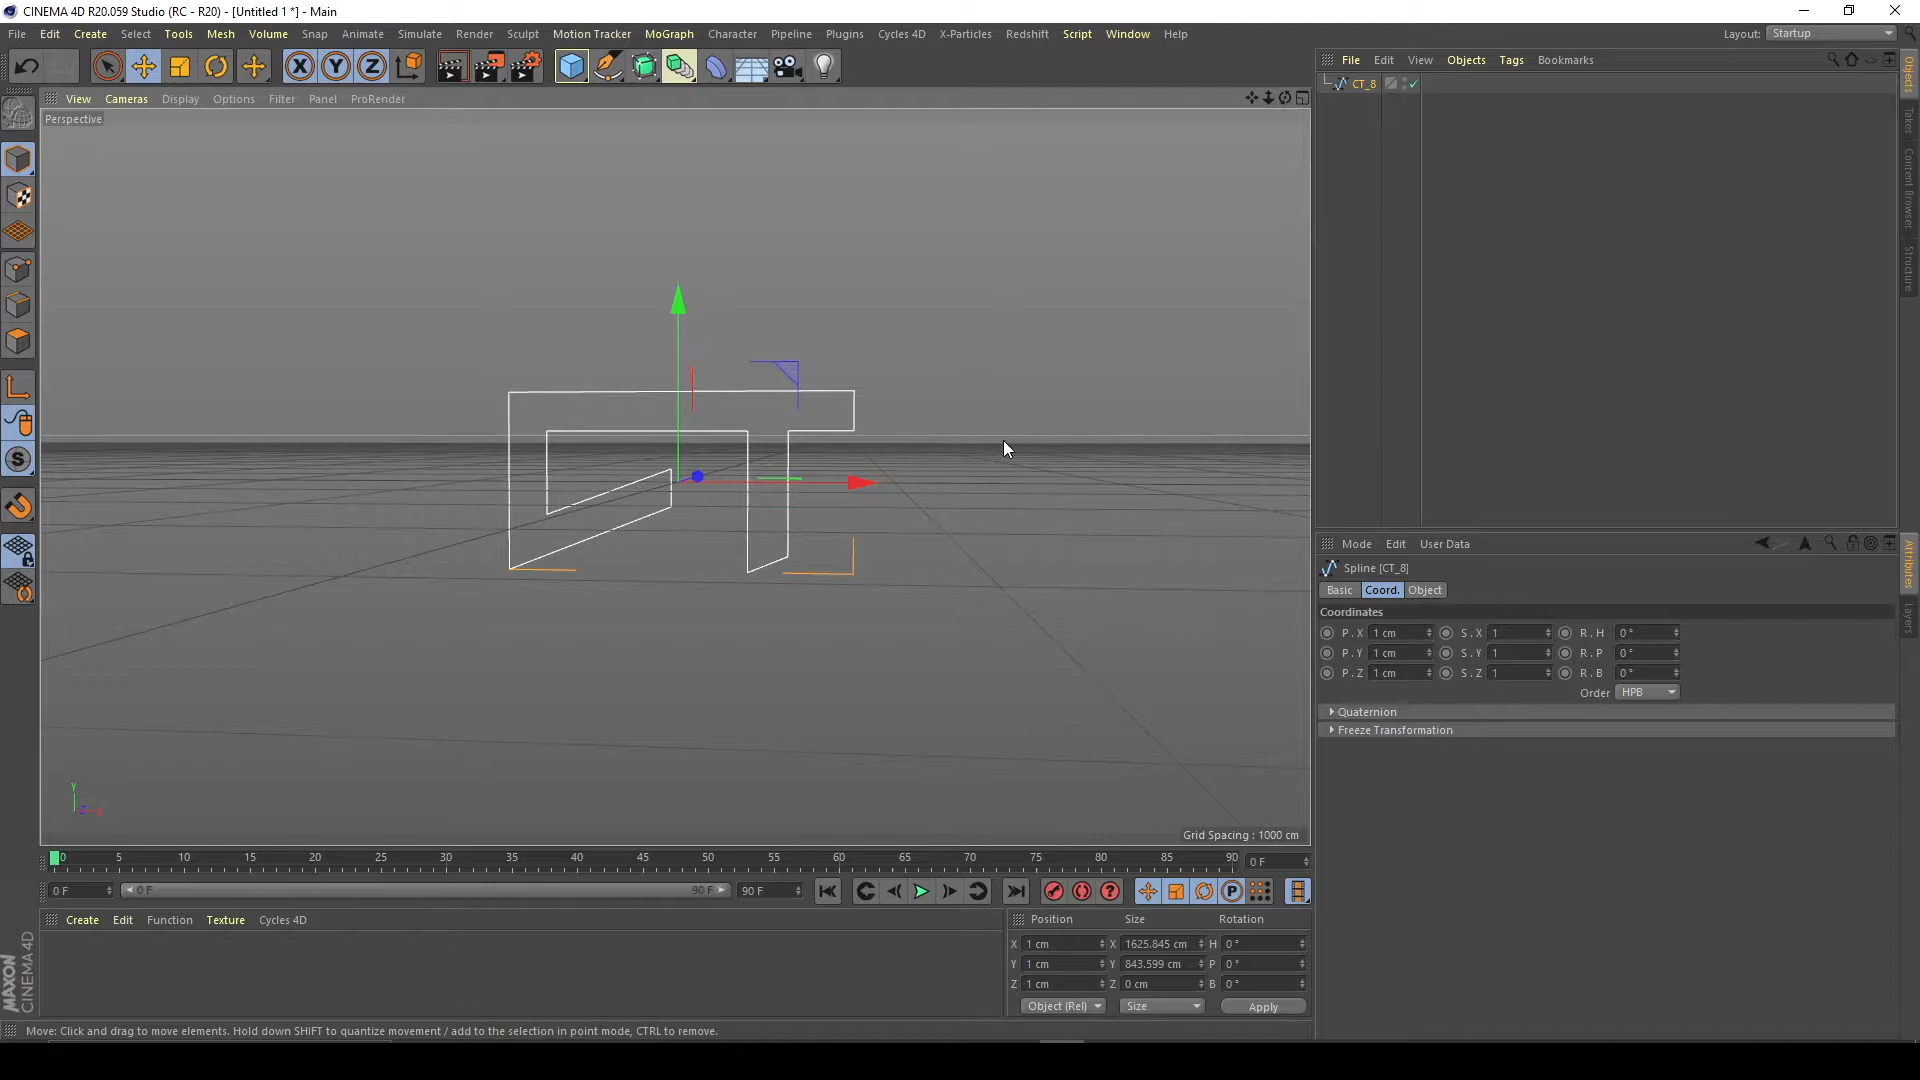 CINEMA 4D R20.059 Studio (RC - R20) - [Untitled 1 *] - Main
File Edit Create Select Tools Mesh Volume Snap Animate Simulate Render Sculpt Motion Tracker MoGraph Character Pipeline Plugins Cycles 4D X-Particles Redshift Script Window Help
Layout: Startup
View Cameras Display Options Filter Panel ProRender
Perspective
Y
X
Z
Grid Spacing : 1000 cm
0 5 10 15 20 25 30 35 40 45 50 55 60 65 70 75 80 85 90 0 F
0 F 0 F 90 F 90 F
Create Edit Function Texture Cycles 4D
Position Size Rotation
X 1 cm X 1625.845 cm H 0 °
Y 1 cm Y 843.599 cm P 0 °
Z 1 cm Z 0 cm B 0 °
Object (Rel) Size Apply
MAXON
CINEMA 4D
Move: Click and drag to move elements. Hold down SHIFT to quantize movement / add to the selection in point mode, CTRL to remove.
File Edit View Objects Tags Bookmarks
CT_8
Objects
Takes
Content Browser
Structure
Mode Edit User Data
Spline [CT_8]
Basic Coord. Object
Coordinates
P . X 1 cm S . X 1 R . H 0 °
P . Y 1 cm S . Y 1 R . P 0 °
P . Z 1 cm S . Z 1 R . B 0 °
Order HPB
Quaternion
Freeze Transformation
Attributes
Layers